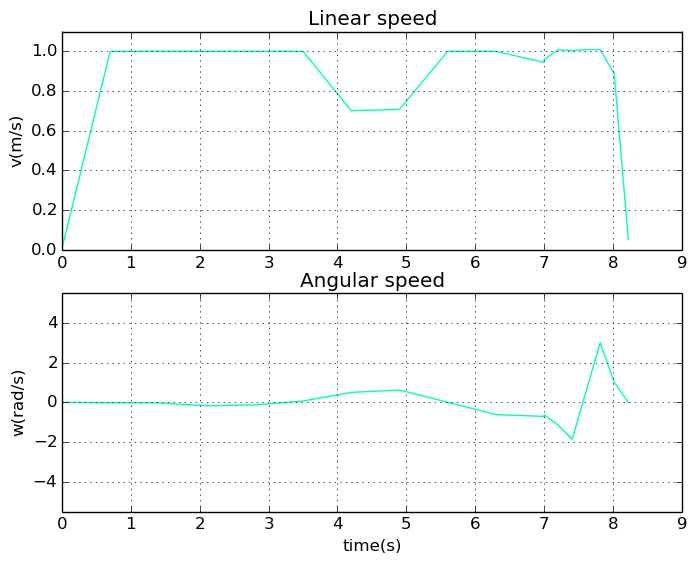 Linear speed
v(m/s)
1.0
0.8
0.6
0.4
0.2
0.0
0 1 2 3 4 5 6 7 8 9
Angular speed
w(rad/s)
4
2
0
−2
−4
0 1 2 3 4 5 6 7 8 9
time(s)